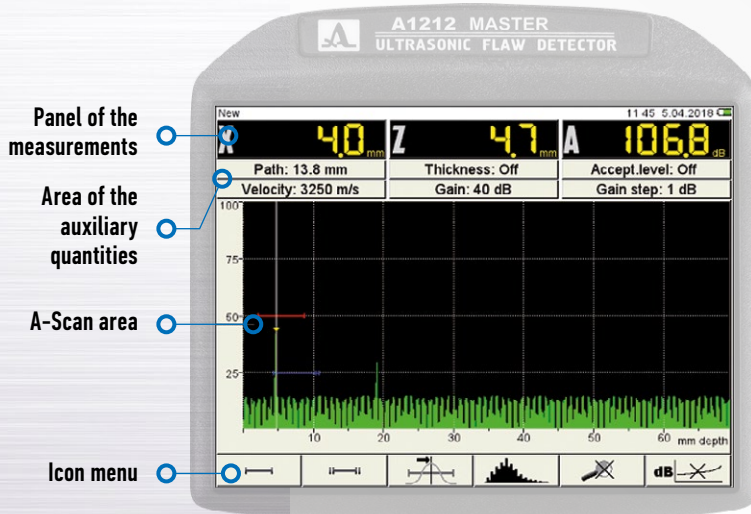 A1212 MASTER
ULTRASONIC FLAW DETECTOR
Panel of the
measurements
Area of the
auxiliary
quantities
A-Scan area
Icon menu
New 11 45 5.04.2018
X 4.0 mm Z 4.7 mm A 106.8 dB
Path: 13.8 mm Thickness: Off Accept.level: Off
Velocity: 3250 m/s Gain: 40 dB Gain step: 1 dB
100
75
50
25
10 20 30 40 50 60 mm depth
dB